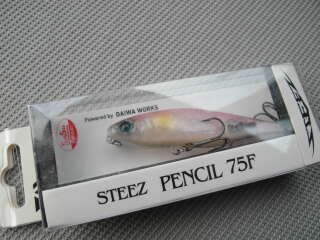 Powered by DAIWA WORKS
STEEZ PENCIL 75F